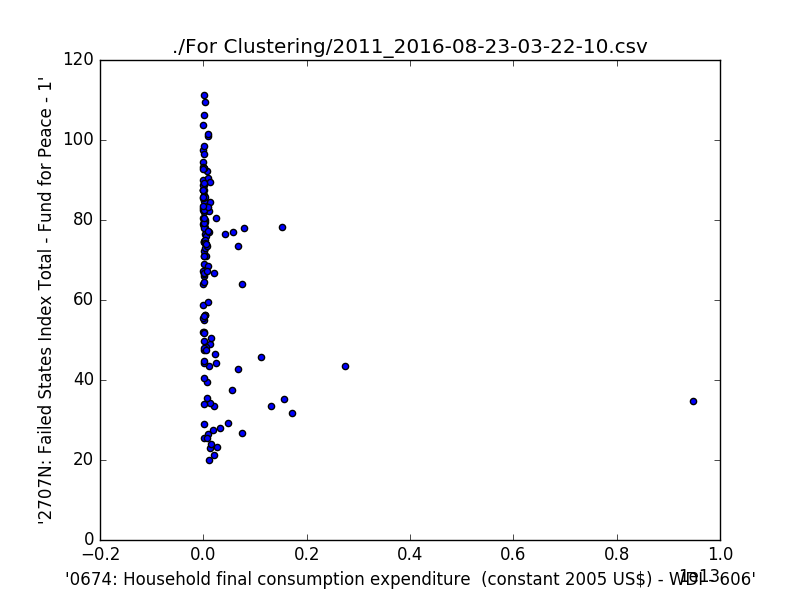 ./For Clustering/2011_2016-08-23-03-22-10.csv
'2707N: Failed States Index Total - Fund for Peace - 1'
120
100
80
60
40
20
0
−0.2 0.0 0.2 0.4 0.6 0.8 1.0
1e13
'0674: Household final consumption expenditure  (constant 2005 US$) - WDI - 606'